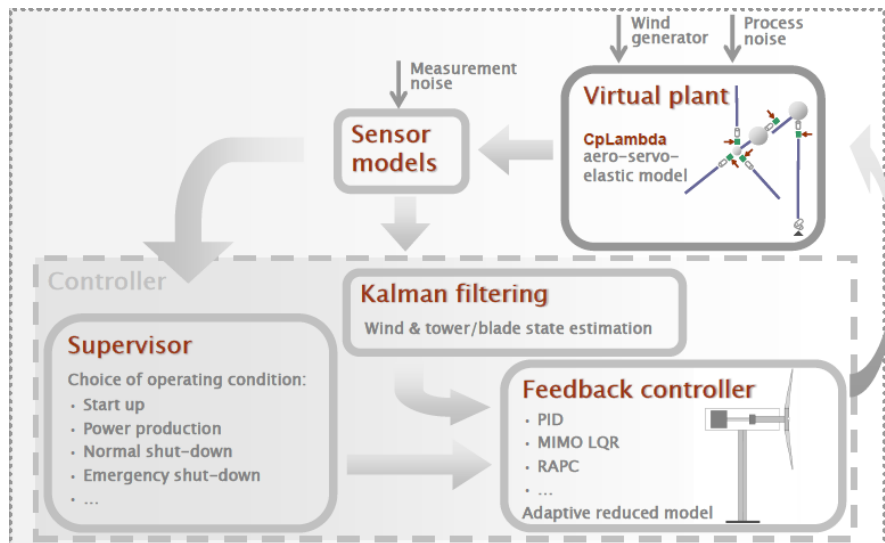 Wind
generator
Process
noise
Measurement
noise
Virtual plant
CpLambda
aero-servo-
elastic model
Sensor
models
Controller
Kalman filtering
Wind & tower/blade state estimation
Supervisor
Choice of operating condition:
· Start up
· Power production
· Normal shut-down
· Emergency shut-down
· ...
Feedback controller
· PID
· MIMO LQR
· RAPC
· ...
Adaptive reduced model